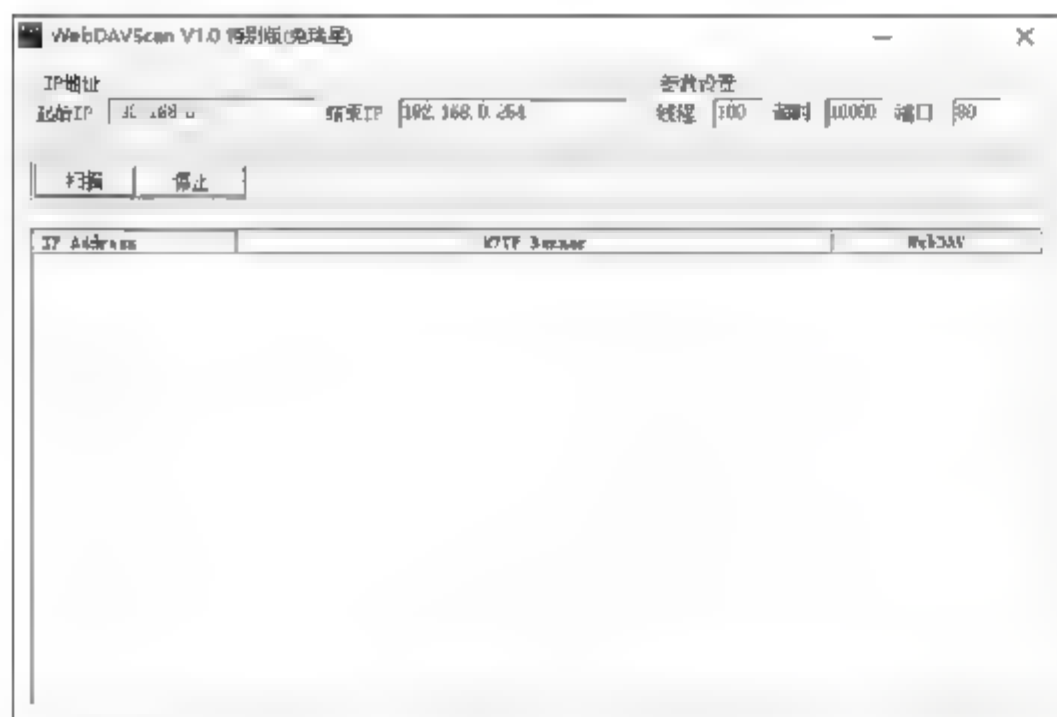 WebDAVScan V1.0 特别版(免瑞星)
IP地址 参数设置
起始IP 结束IP 192.168.0.254 线程 100 超时 10000 端口 80
扫描 停止
IP Address HTTP Banner WebDAV